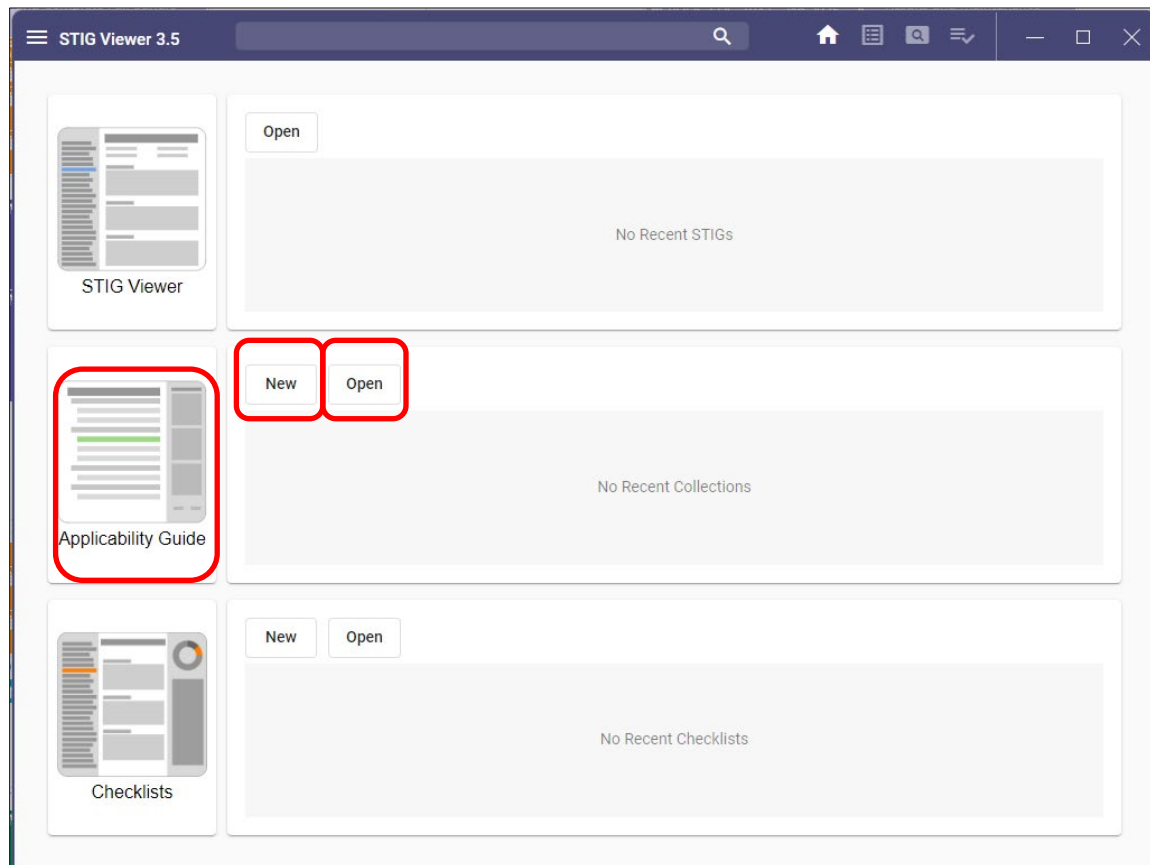 STIG Viewer 3.5
Open
No Recent STIGs
STIG Viewer
New Open
No Recent Collections
Applicability Guide
New Open
No Recent Checklists
Checklists